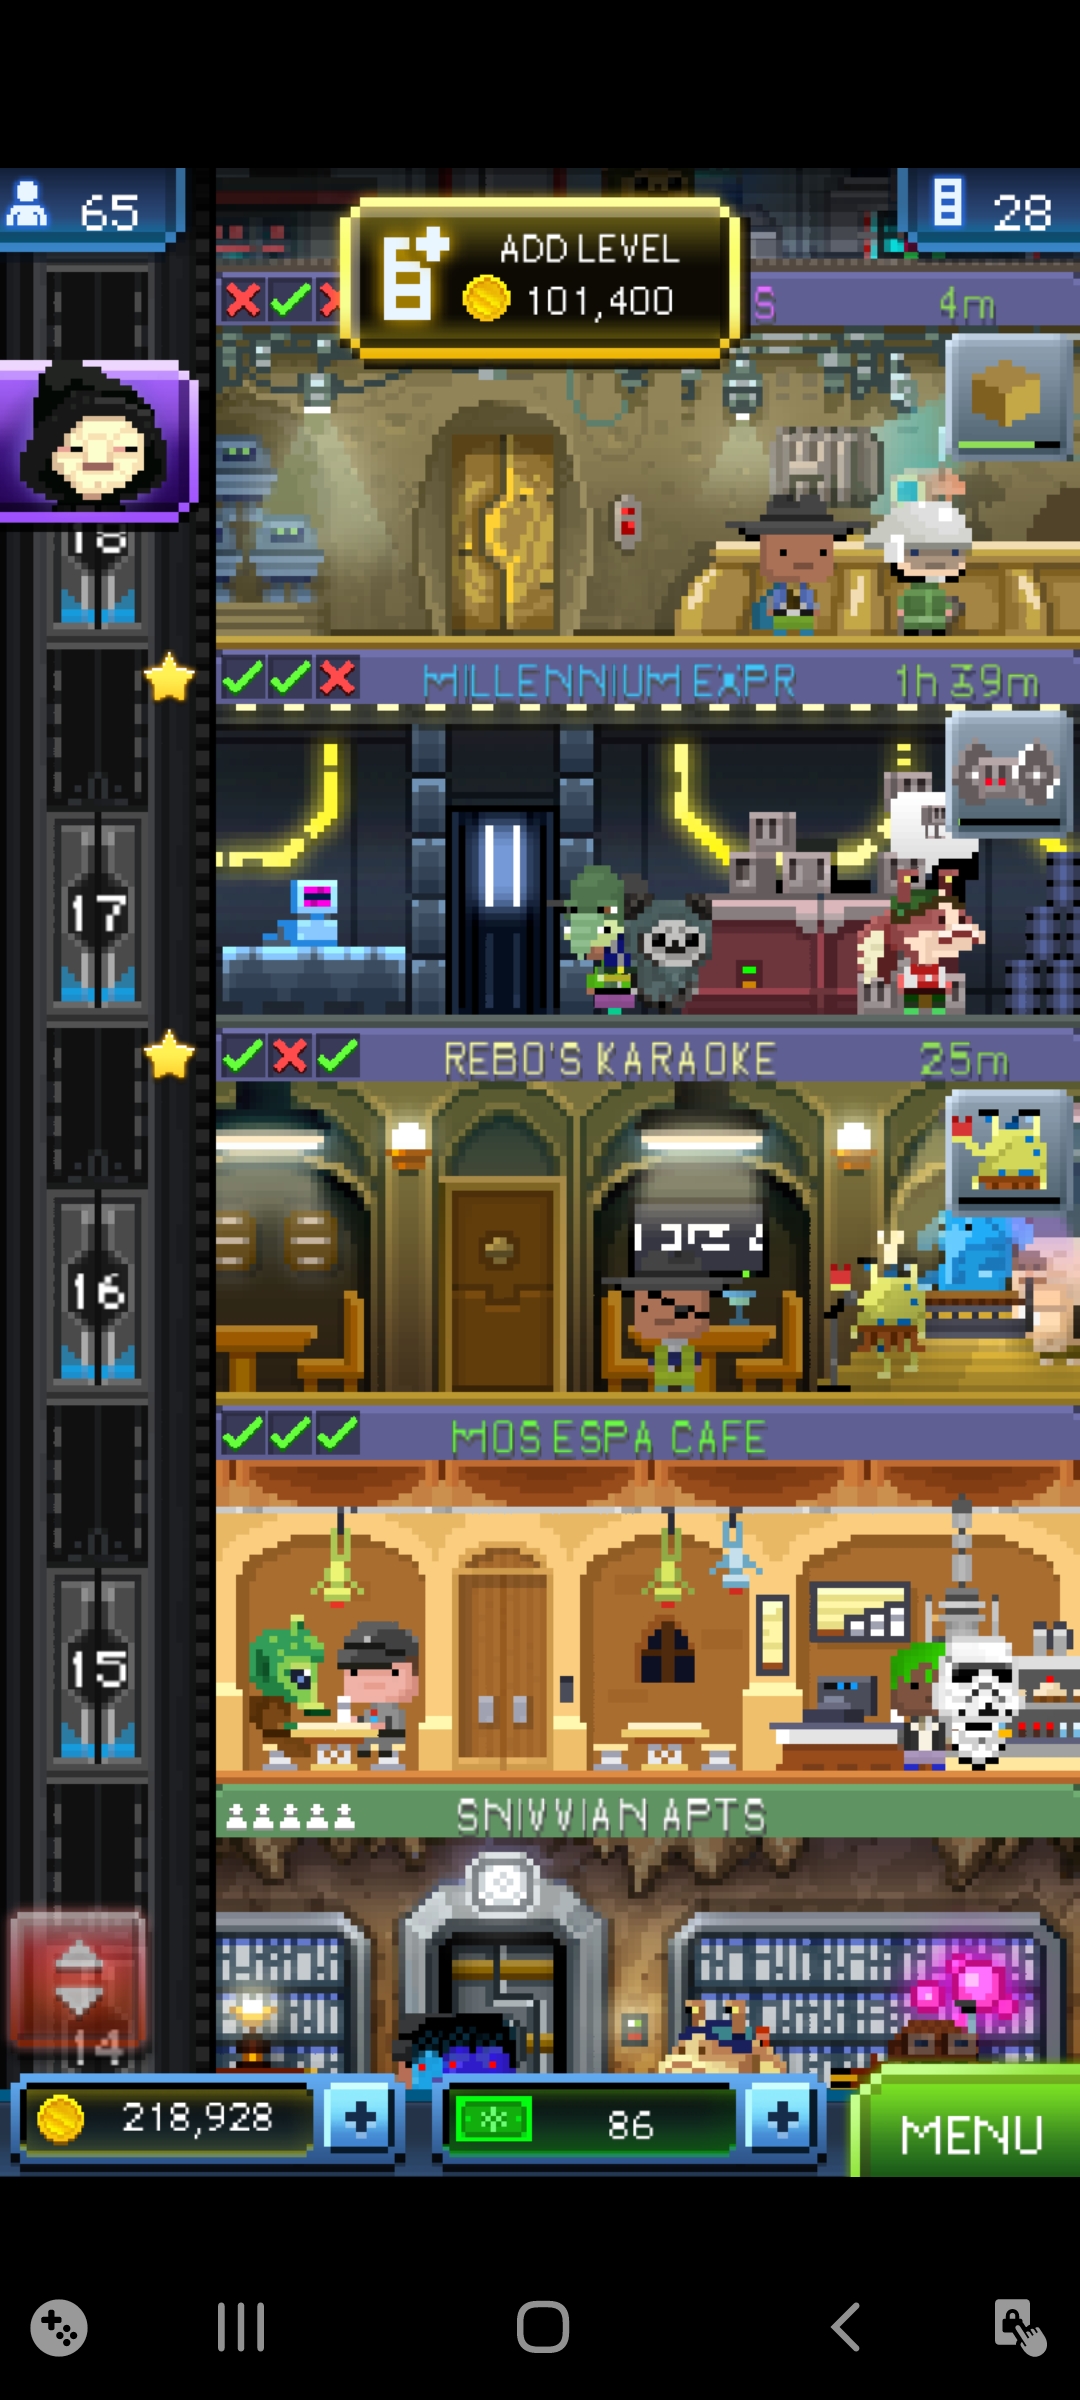 65
ADD LEVEL
101,400
28
S 4m
18
MILLENNIUM EXPR 1h 39m
17
REBO'S KARAOKE 25m
16
MOS ESPA CAFE
15
SNIVVIAN APTS
14
218,928
86
MENU